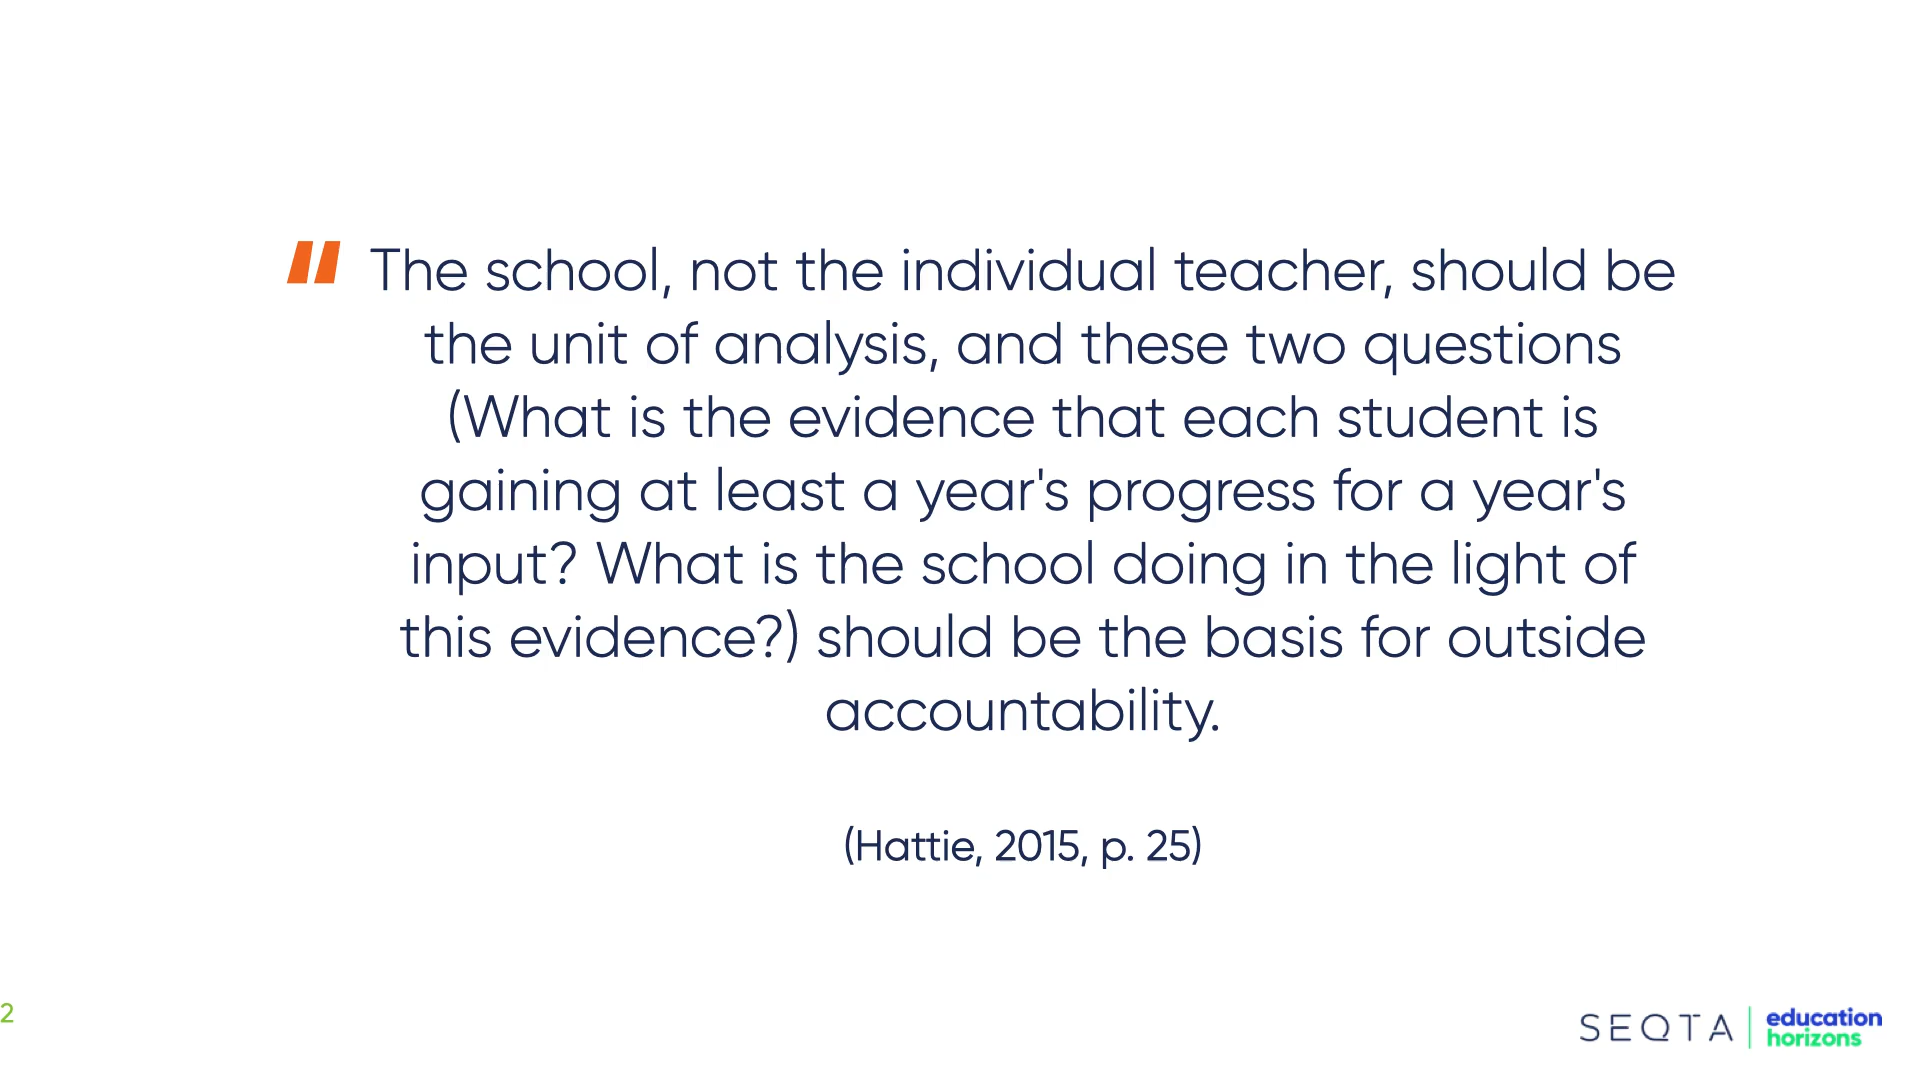 “ The school, not the individual teacher, should be
the unit of analysis, and these two questions
(What is the evidence that each student is
gaining at least a year's progress for a year's
input? What is the school doing in the light of
this evidence?) should be the basis for outside
accountability.
(Hattie, 2015, p. 25)
2
SEQTA
education
horizons